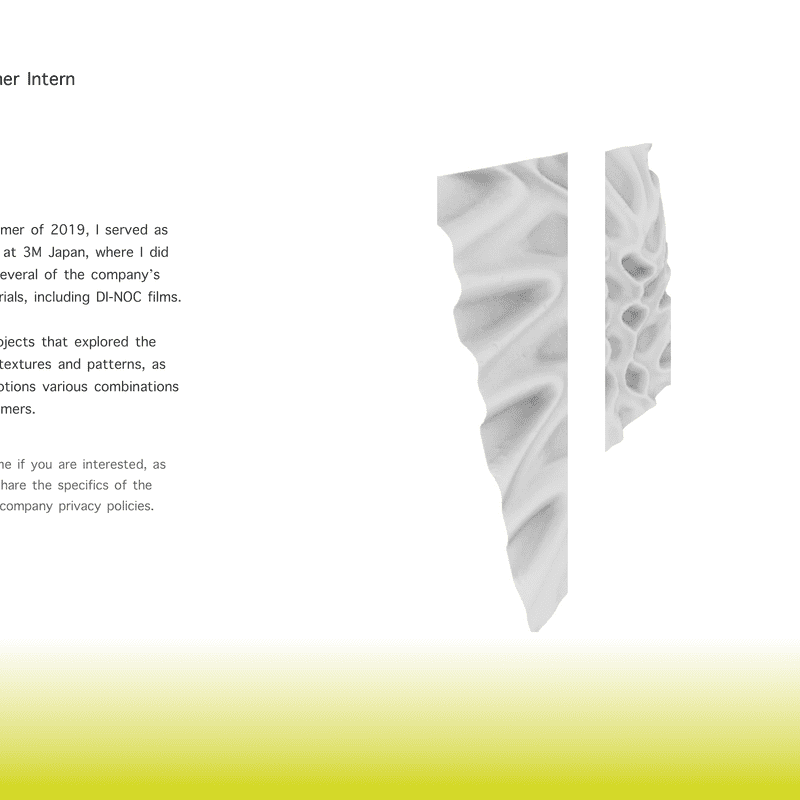 ner Intern
mer of 2019, I served as
at 3M Japan, where I did
everal of the company's
rials, including DI-NOC films.
ojects that explored the
textures and patterns, as
otions various combinations
mers.
ne if you are interested, as
hare the specifics of the
company privacy policies.